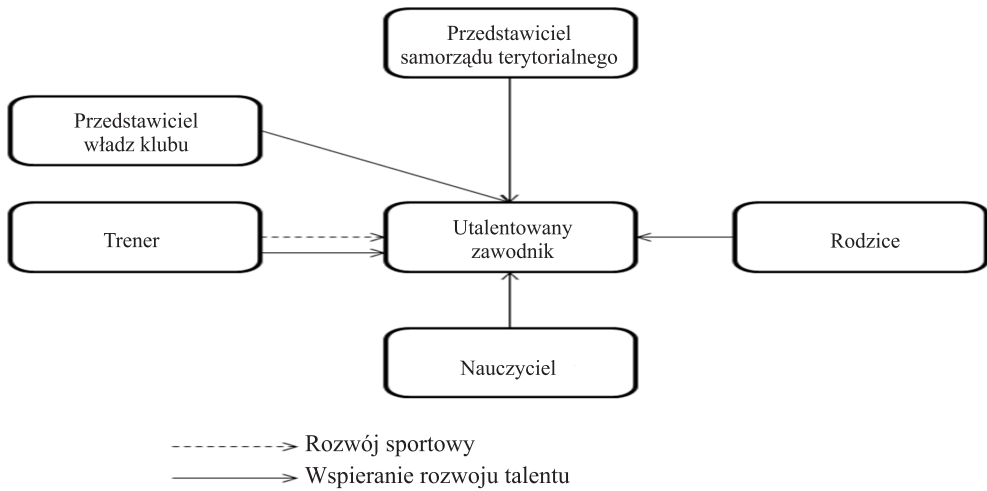 Przedstawiciel
samorządu terytorialnego
Przedstawiciel
władz klubu
Trener
Utalentowany
zawodnik
Rodzice
Nauczyciel
Rozwój sportowy
Wspieranie rozwoju talentu